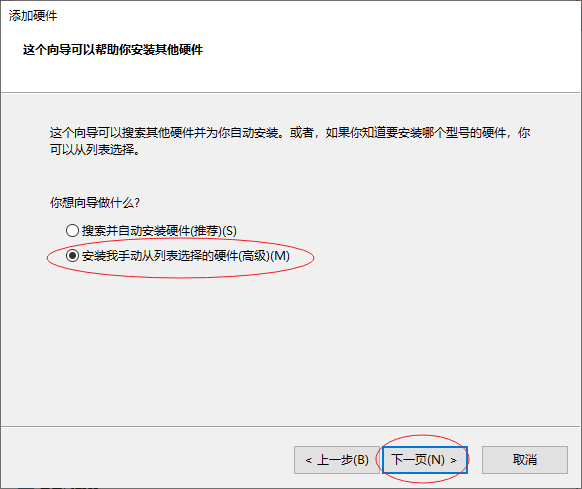 添加硬件
这个向导可以帮助你安装其他硬件
这个向导可以搜索其他硬件并为你自动安装。或者，如果你知道要安装哪个型号的硬件，你
可以从列表选择。
你想向导做什么?
搜索并自动安装硬件(推荐)(S)
安装我手动从列表选择的硬件(高级)(M)
< 上一步(B) 下一页(N) > 取消